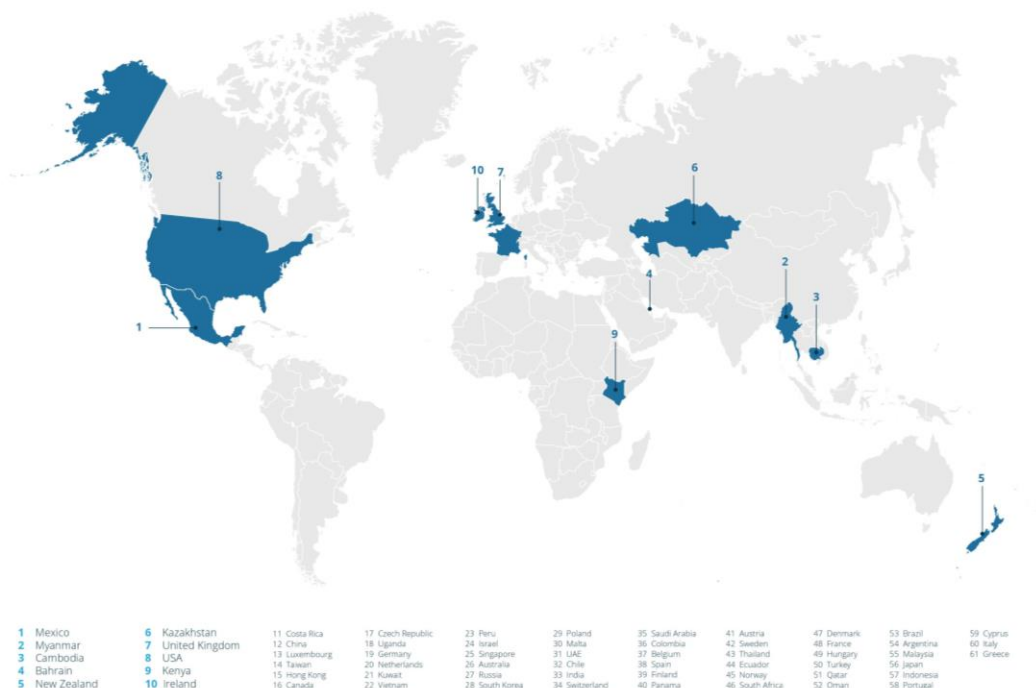 10
7
6
8
2
4
3
1
9
5
1 Mexico
2 Myanmar
3 Cambodia
4 Bahrain
5 New Zealand
6 Kazakhstan
7 United Kingdom
8 USA
9 Kenya
10 Ireland
11 Costa Rica
12 China
13 Luxembourg
14 Taiwan
15 Hong Kong
16 Canada
17 Czech Republic
18 Uganda
19 Germany
20 Netherlands
21 Kuwait
22 Vietnam
23 Peru
24 Israel
25 Singapore
26 Australia
27 Russia
28 South Korea
29 Poland
30 Malta
31 UAE
32 Chile
33 India
34 Switzerland
35 Saudi Arabia
36 Colombia
37 Belgium
38 Spain
39 Finland
40 Panama
41 Austria
42 Sweden
43 Thailand
44 Ecuador
45 Norway
46 South Africa
47 Denmark
48 France
49 Hungary
50 Turkey
51 Qatar
52 Oman
53 Brazil
54 Argentina
55 Malaysia
56 Japan
57 Indonesia
58 Portugal
59 Cyprus
60 Italy
61 Greece